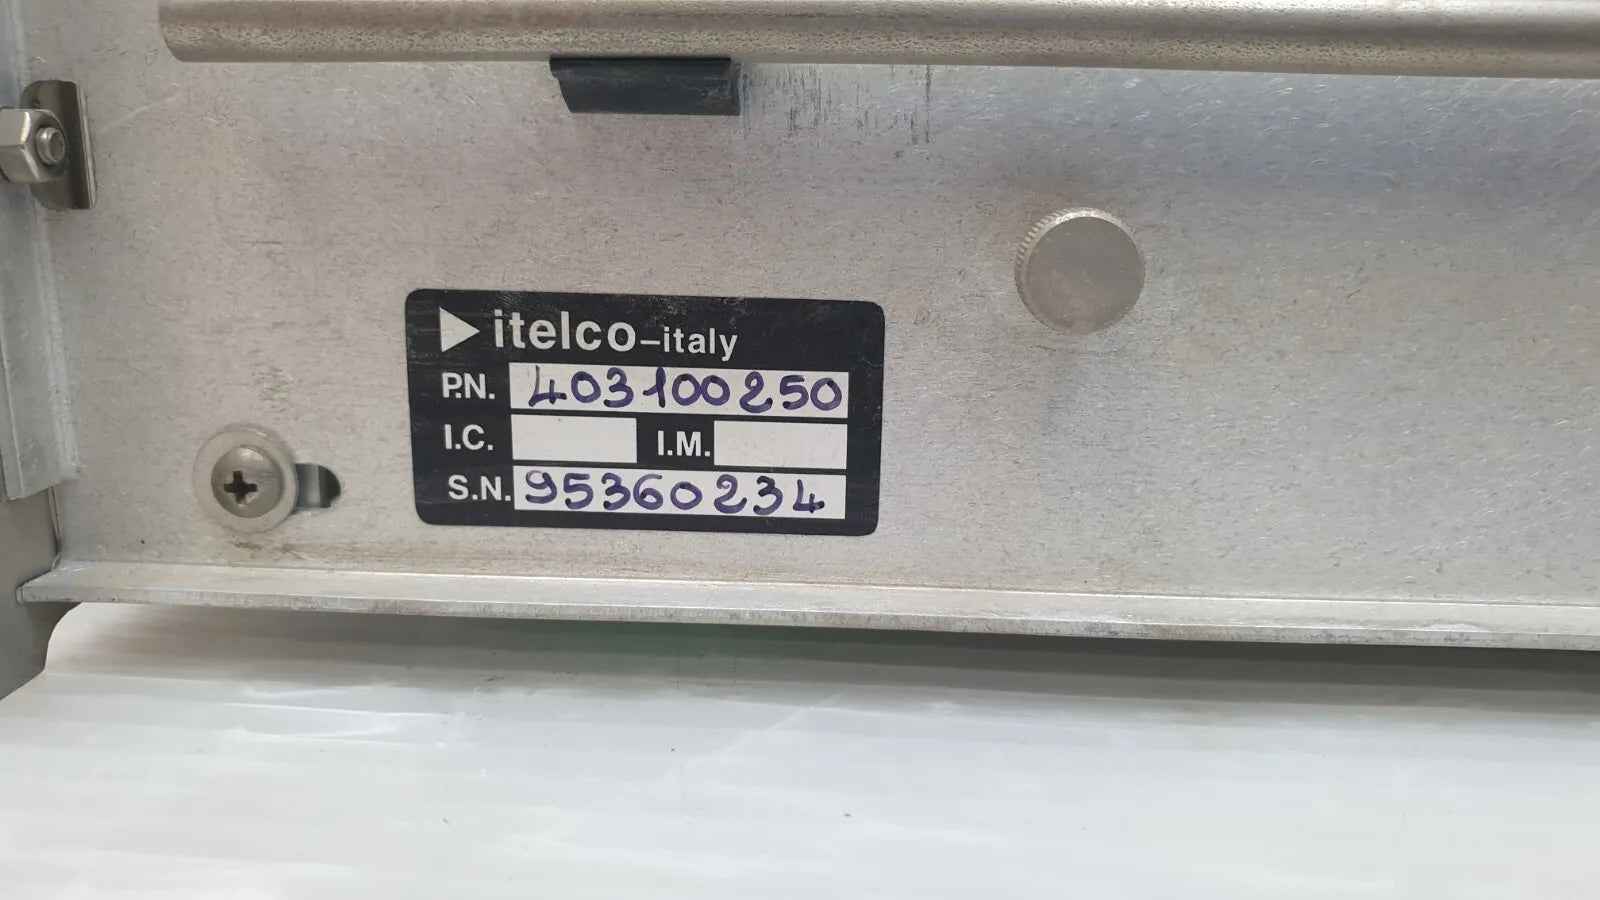 itelco-italy
P.N. 403100250
I.C. I.M.
S.N. 95360234